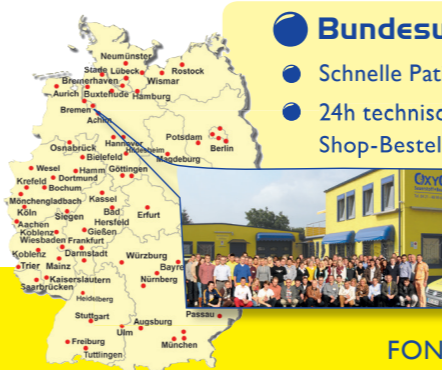 Bundesu
Schnelle Pat
24h technisc
Shop-Bestel
Neumünster
Stade Lübeck Rostock
Bremerhaven Wismar
Aurich Buxtehude Hamburg
Bremen
Achim
Hannover Potsdam
Osnabrück Hildesheim Berlin
Bielefeld Magdeburg
Wesel Hamm Göttingen
Krefeld Dortmund
Bochum Kassel
Mönchengladbach
Köln Siegen Bad Hersfeld Erfurt
Aachen
Koblenz Gießen
Wiesbaden Frankfurt
Koblenz Darmstadt Würzburg
Trier Mainz Bayre
Kaiserslautern Nürnberg
Saarbrücken
Heidelberg
Stuttgart Passau
Augsburg
Ulm
Freiburg München
Tuttlingen
OXY
FON